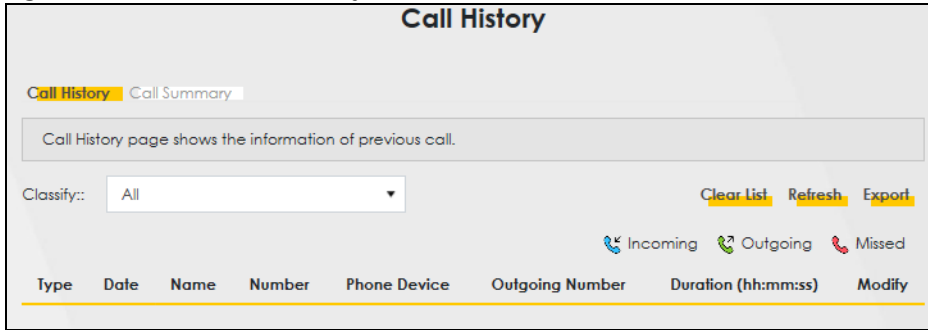 Call History
Call History Call Summary
Call History page shows the information of previous call.
Classify:: All Clear List Refresh Export
Incoming Outgoing Missed
Type Date Name Number Phone Device Outgoing Number Duration (hh:mm:ss) Modify